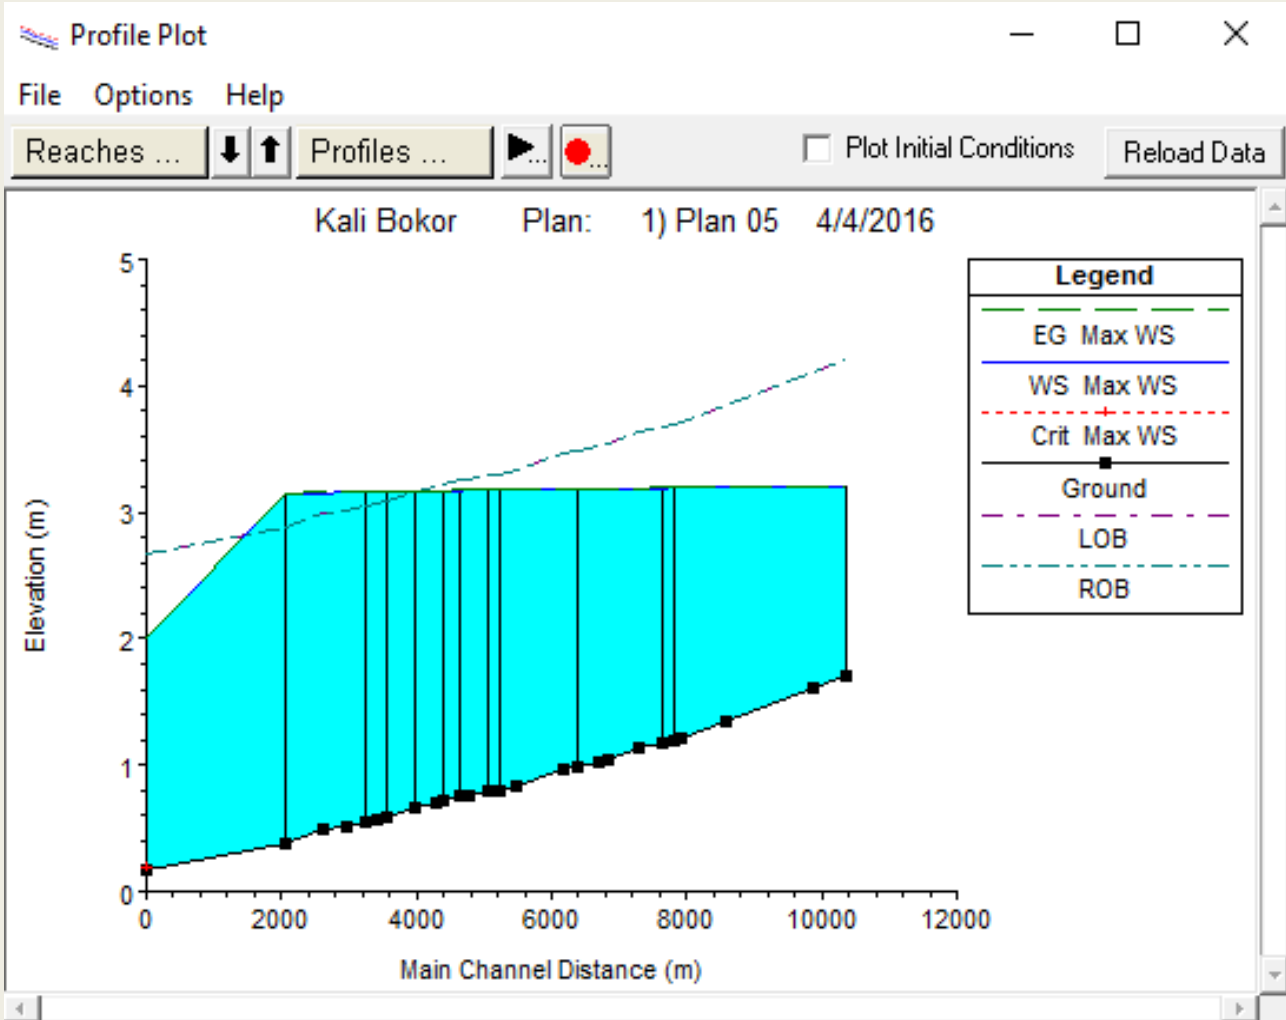 Profile Plot
File Options Help
Reaches ... Profiles ... ... ... Plot Initial Conditions Reload Data
Kali Bokor Plan: 1) Plan 05 4/4/2016
Legend
EG Max WS
WS Max WS
Crit Max WS
Ground
LOB
ROB
5
4
3
2
1
0
Elevation (m)
0 2000 4000 6000 8000 10000 12000
Main Channel Distance (m)